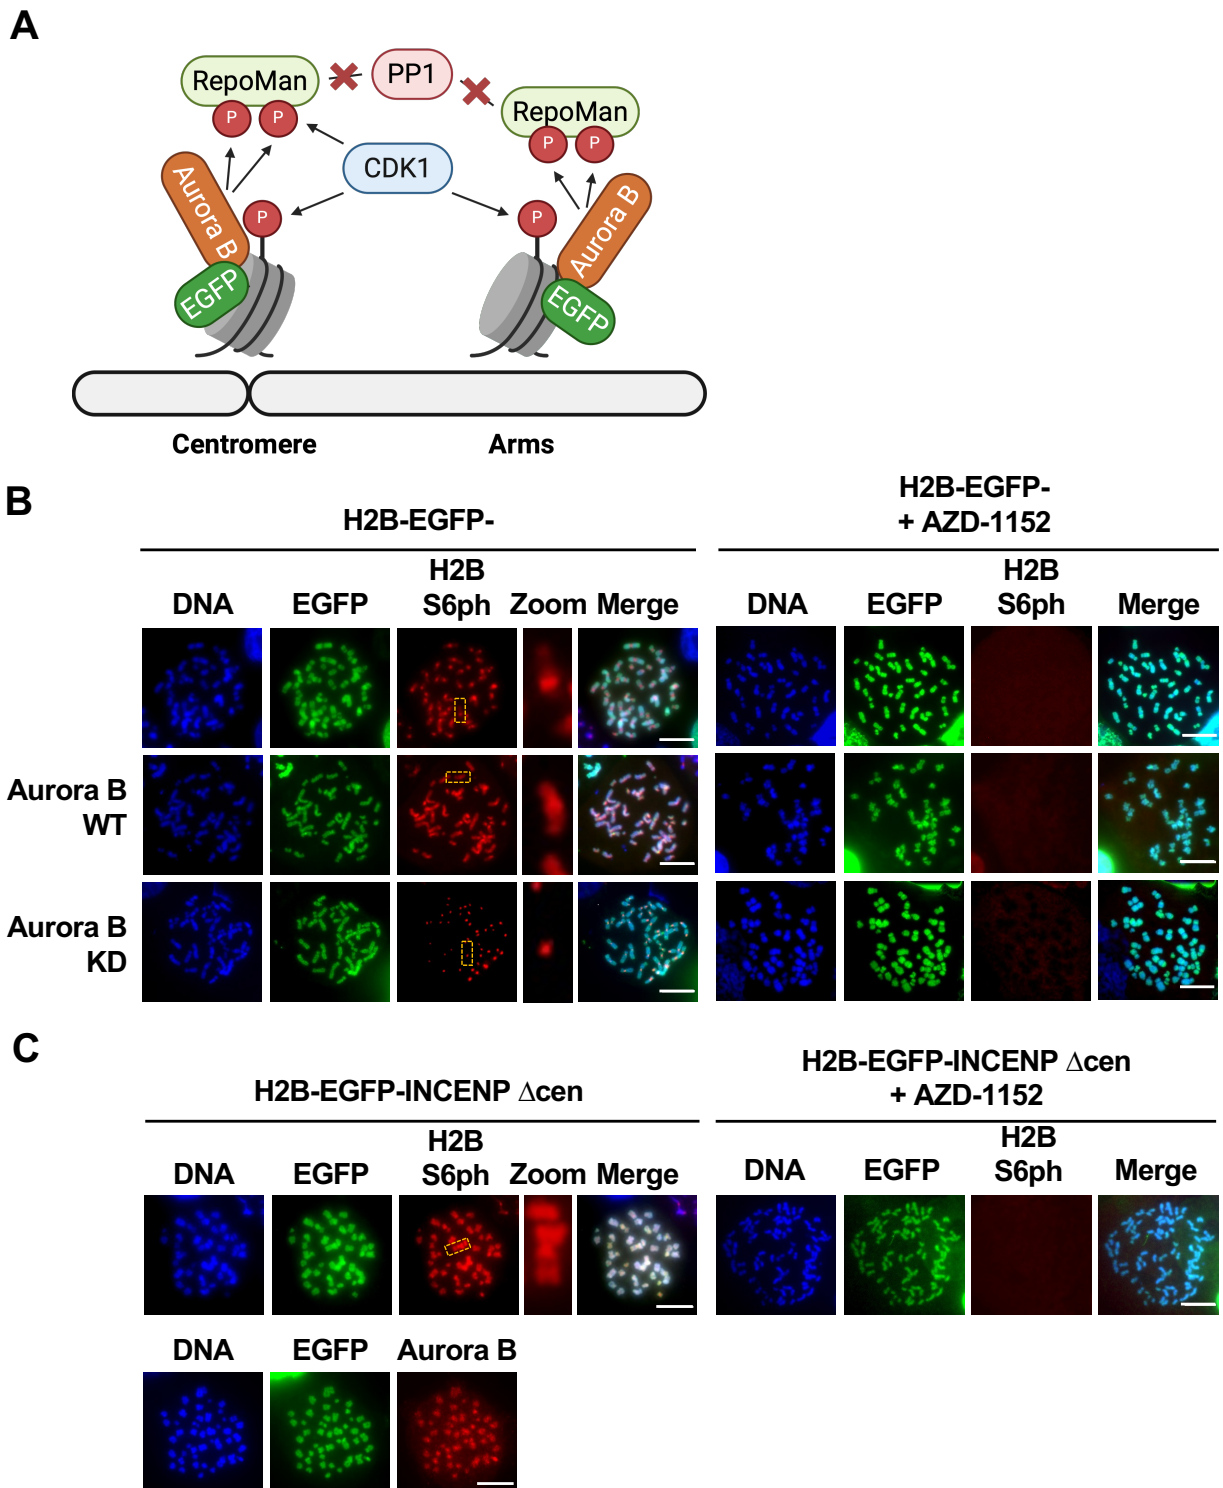 A
RepoMan
PP1
RepoMan
P
P
P
P
CDK1
Aurora B
Aurora B
P
P
EGFP
EGFP
Centromere
Arms
B
H2B-EGFP-
H2B-EGFP-
+ AZD-1152
DNA
EGFP
H2B
S6ph
Zoom
Merge
DNA
EGFP
H2B
S6ph
Merge
Aurora B
WT
Aurora B
KD
C
H2B-EGFP-INCENP Δcen
H2B-EGFP-INCENP Δcen
+ AZD-1152
DNA
EGFP
H2B
S6ph
Zoom
Merge
DNA
EGFP
H2B
S6ph
Merge
DNA
EGFP
Aurora B